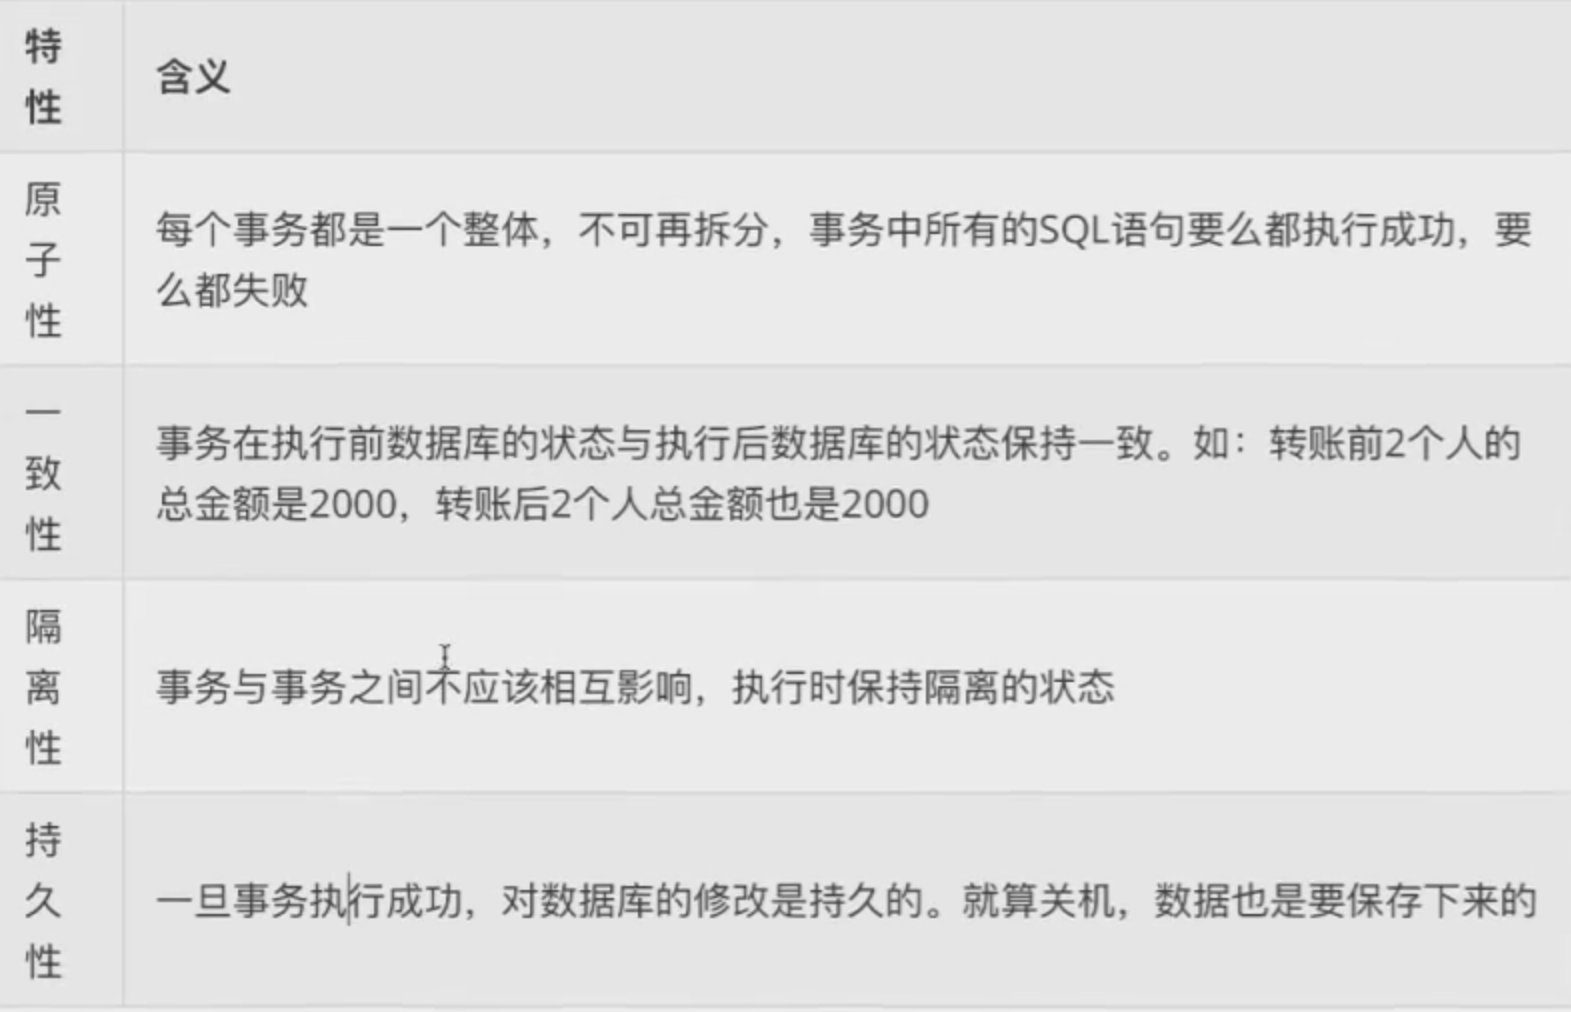 特
性
含义
原
子
性
每个事务都是一个整体，不可再拆分，事务中所有的SQL语句要么都执行成功，要
么都失败
一
致
性
事务在执行前数据库的状态与执行后数据库的状态保持一致。如：转账前2个人的
总金额是2000，转账后2个人总金额也是2000
隔
离
性
事务与事务之间不应该相互影响，执行时保持隔离的状态
持
久
性
一旦事务执行成功，对数据库的修改是持久的。就算关机，数据也是要保存下来的